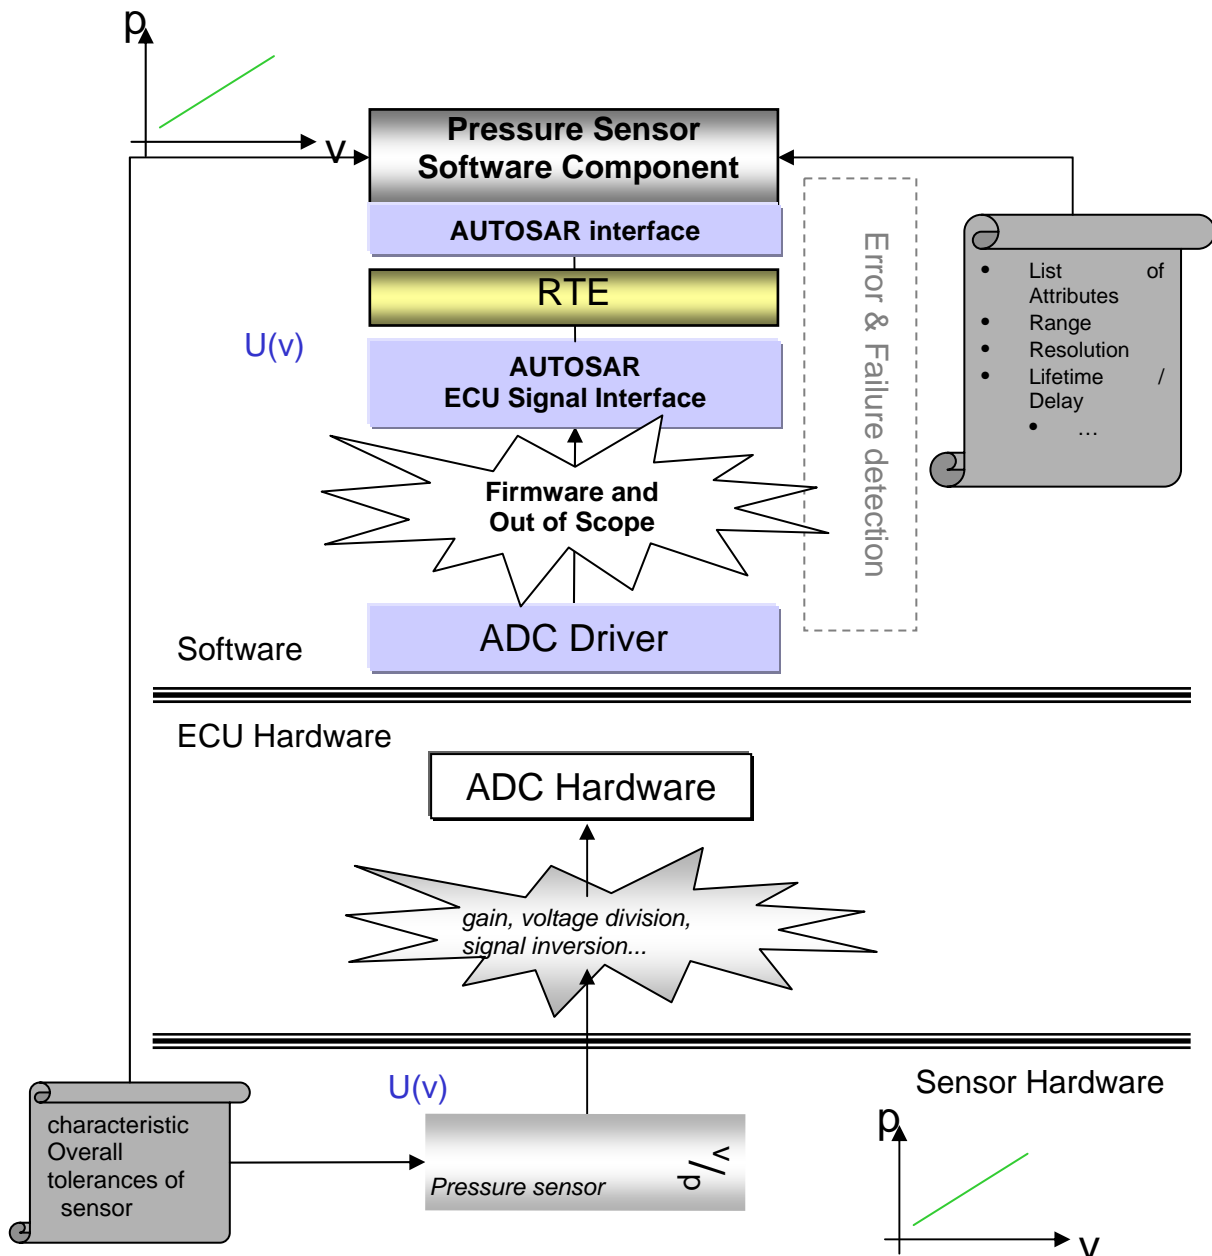 p
v
Pressure Sensor
Software Component
AUTOSAR interface
RTE
U(v)
AUTOSAR
ECU Signal Interface
Firmware and
Out of Scope
ADC Driver
Error & Failure detection
• List of
Attributes
• Range
• Resolution
• Lifetime /
Delay
• ...
Software
ECU Hardware
ADC Hardware
gain, voltage division,
signal inversion...
U(v)
Sensor Hardware
characteristic
Overall
tolerances of
sensor
Pressure sensor
v/p
p
v